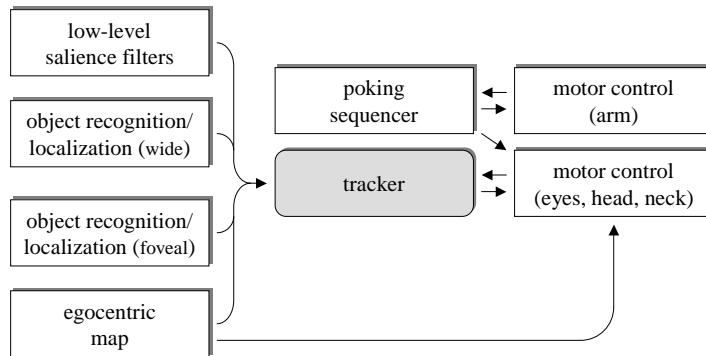 low-level
salience filters
object recognition/
localization (wide)
object recognition/
localization (foveal)
egocentric
map
poking
sequencer
tracker
motor control
(arm)
motor control
(eyes, head, neck)